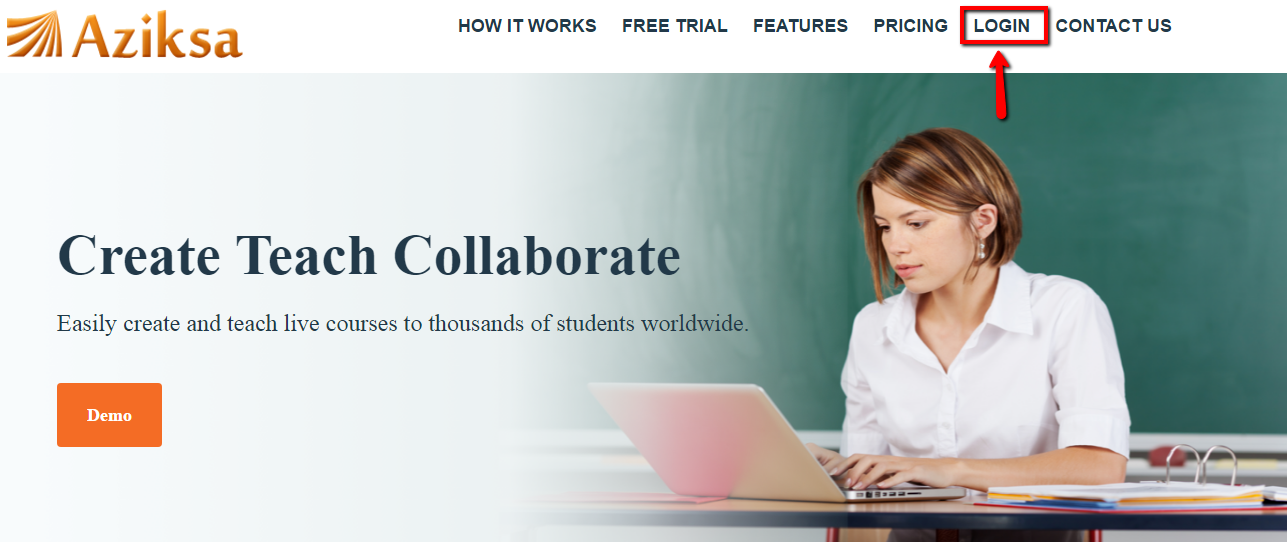 Aziksa
HOW IT WORKS FREE TRIAL FEATURES PRICING LOGIN CONTACT US
Create Teach Collaborate
Easily create and teach live courses to thousands of students worldwide.
Demo